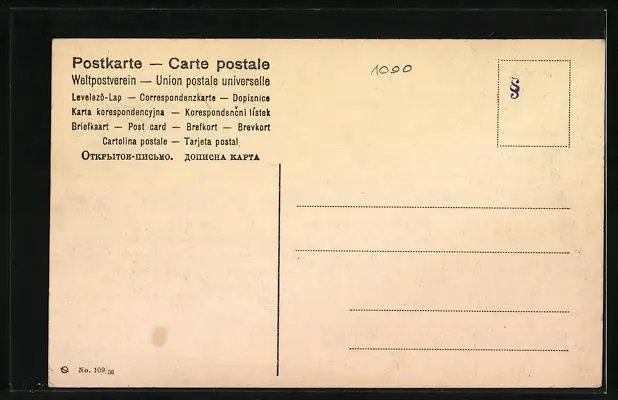 Postkarte — Carte postale
Weltpostverein — Union postale universelle
Levelező-Lap — Correspondenzkarte — Dopisnice
Karta korespondencyjna — Korespondenční lístek
Briefkaart — Post card — Brefkort — Brevkort
Cartolina postale — Tarjeta postal
Открытое-письмо. дописна карта
1090
No. 109